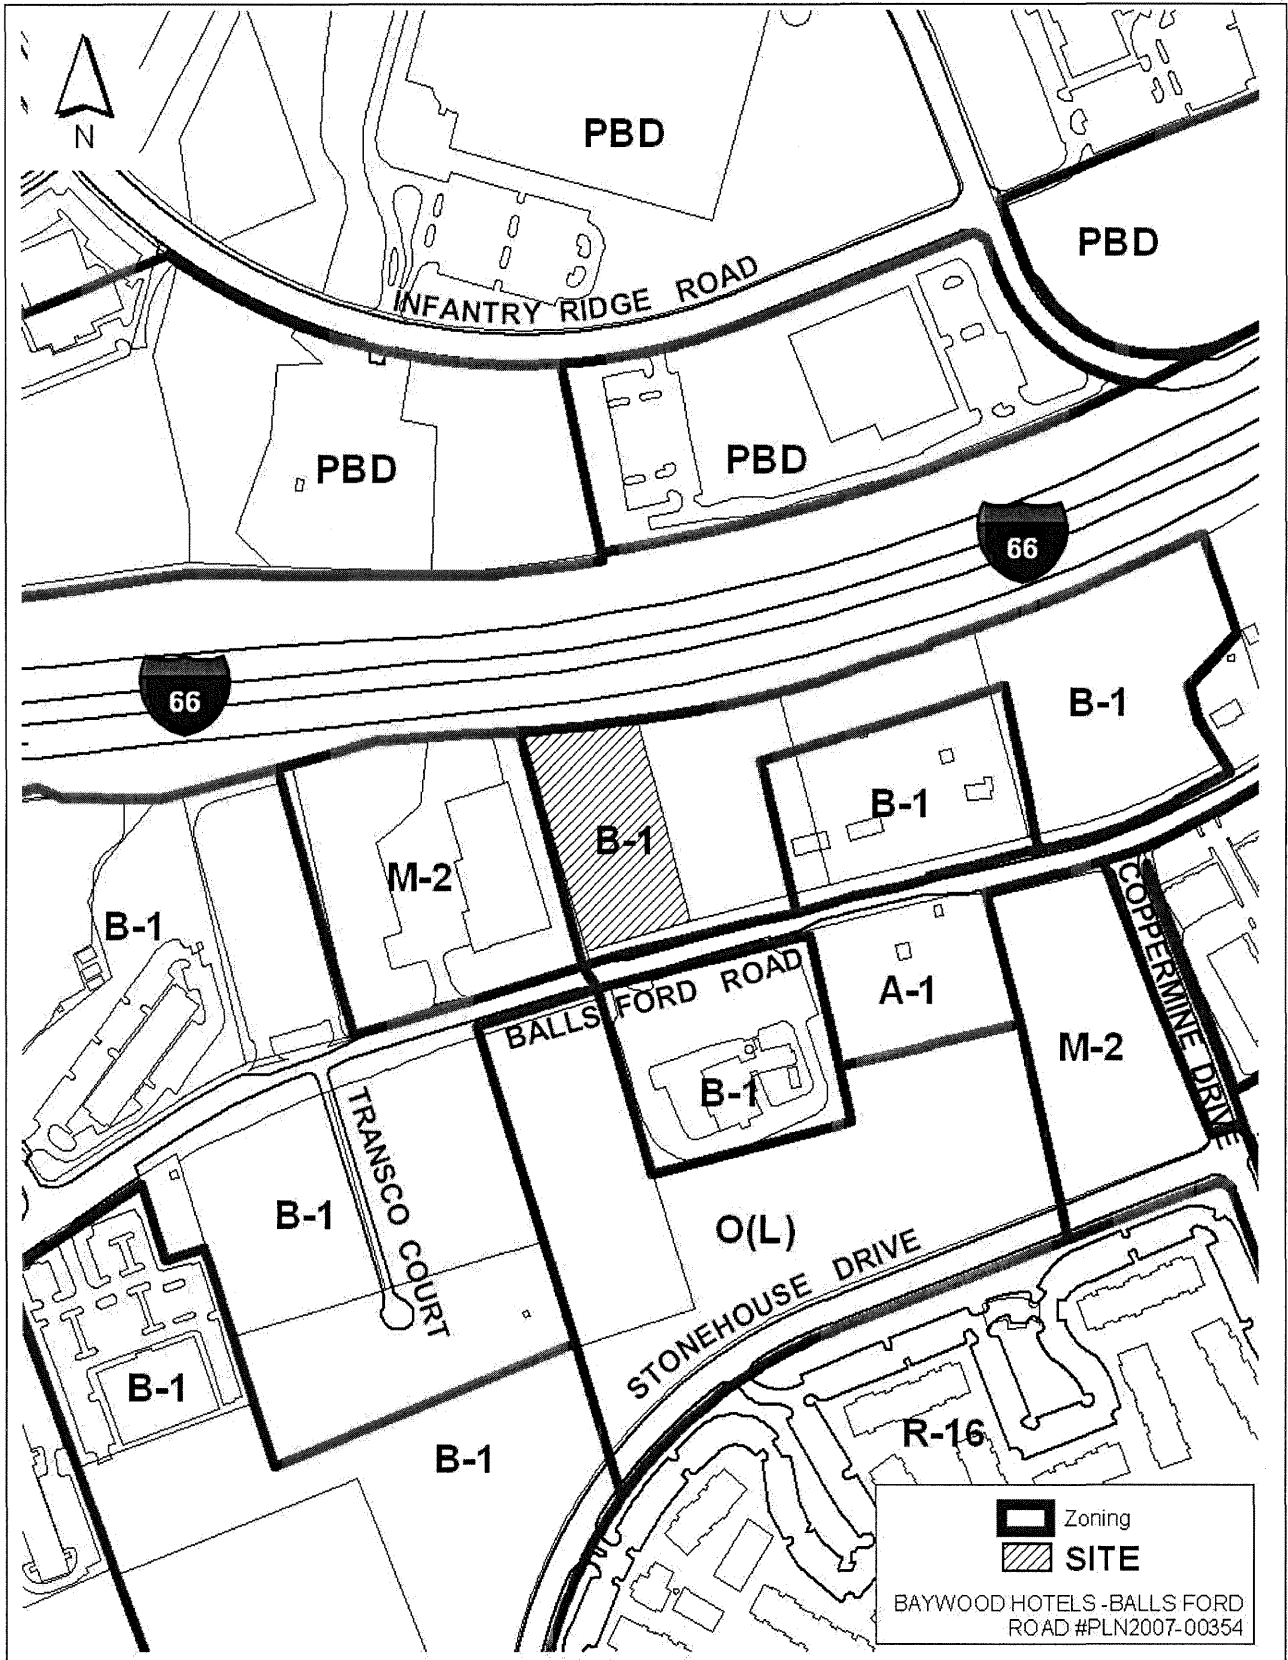 N
PBD
PBD
INFANTRY RIDGE ROAD
PBD
PBD
66
66
B-1
B-1
B-1
M-2
B-1
A-1
BALLS FORD ROAD
COPPERMINE DRIVE
M-2
B-1
TRANSCO COURT
B-1
O(L)
STONEHOUSE DRIVE
B-1
B-1
R-16
Zoning
SITE
BAYWOOD HOTELS - BALLS FORD
ROAD #PLN2007-00354